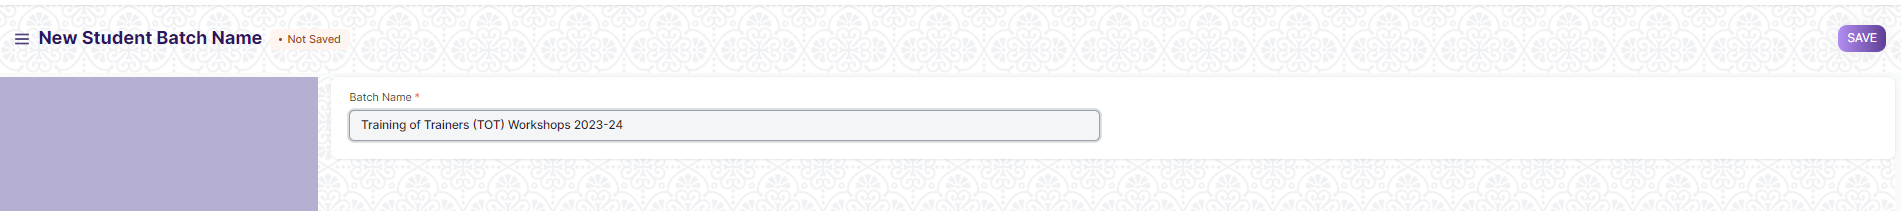 New Student Batch Name • Not Saved SAVE
Batch Name *
Training of Trainers (TOT) Workshops 2023-24